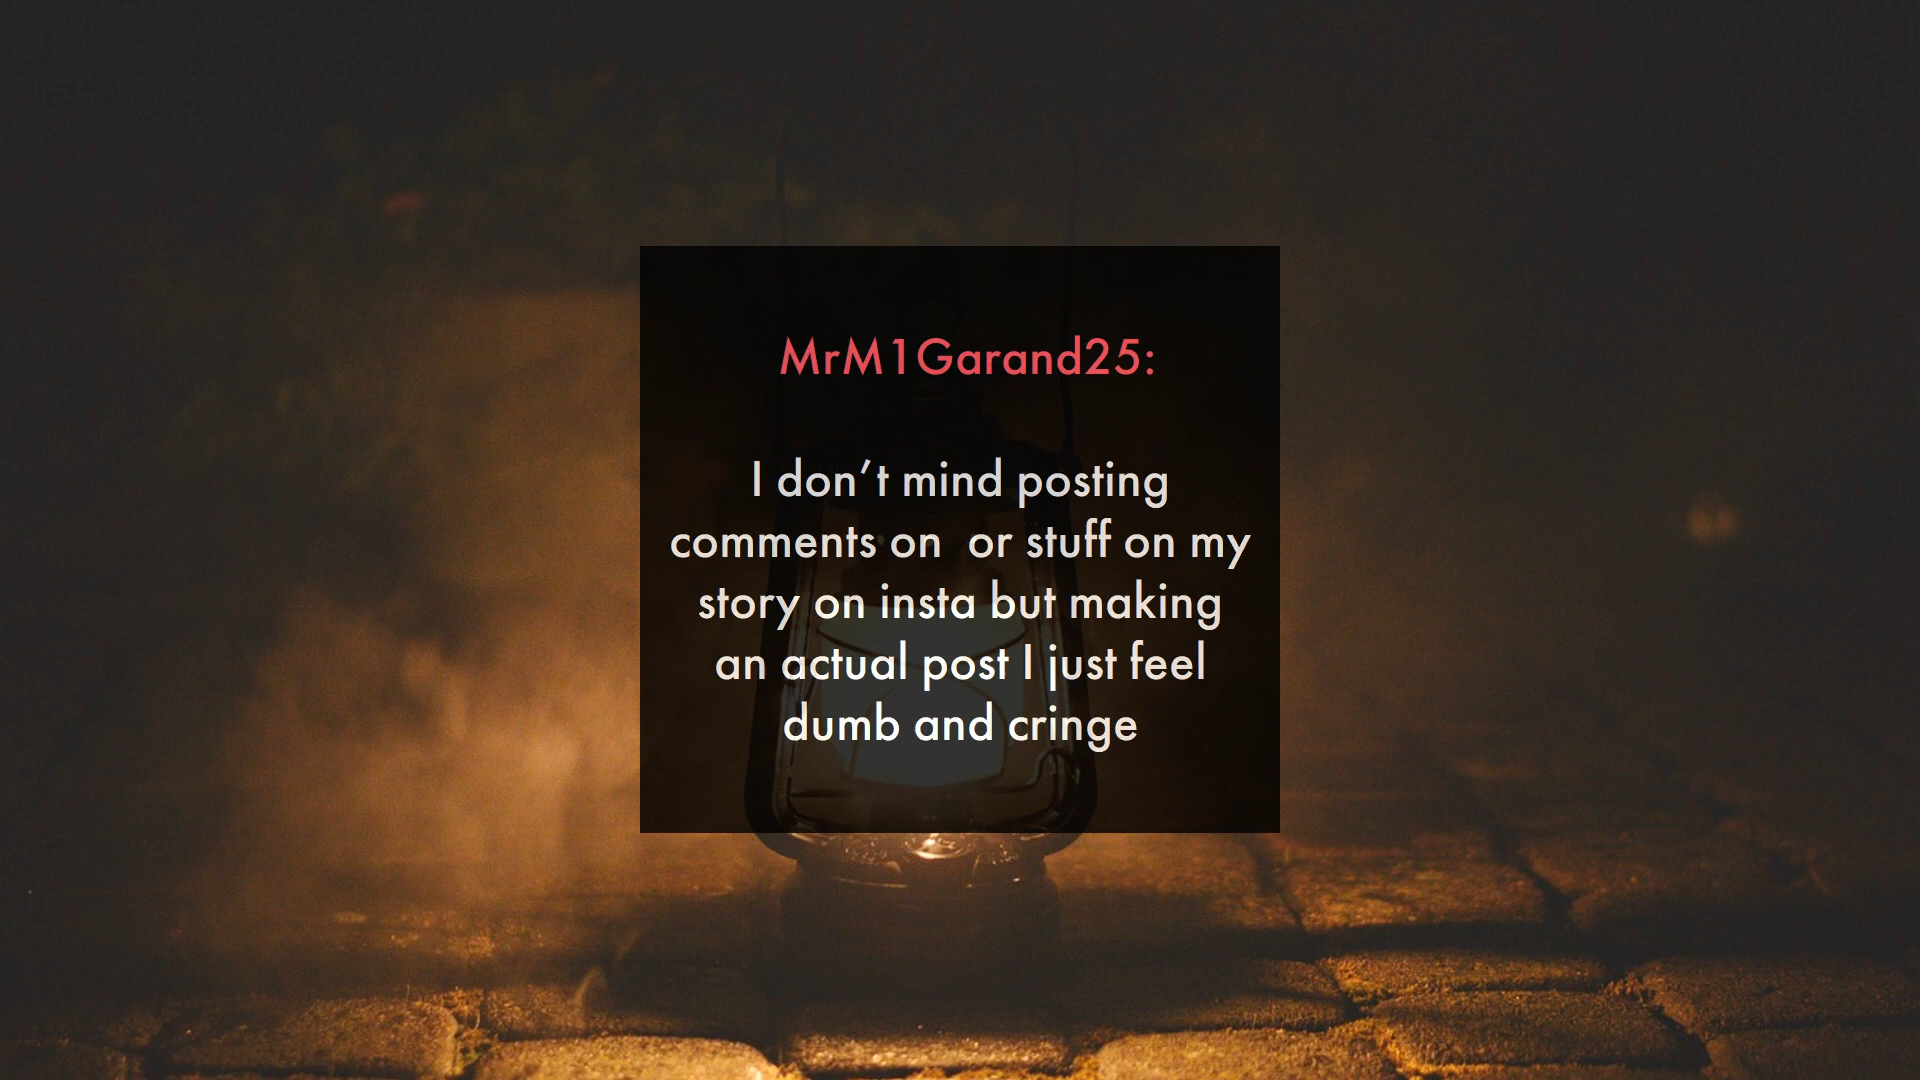 MrM1Garand25:
I don’t mind posting
comments on  or stuff on my
story on insta but making
an actual post I just feel
dumb and cringe